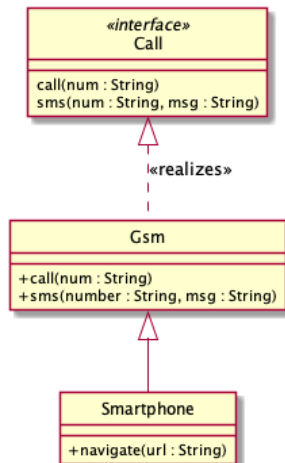 «interface»
Call
call(num : String)
sms(num : String, msg : String)
«realizes»
Gsm
+call(num : String)
+sms(number : String, msg : String)
Smartphone
+navigate(url : String)